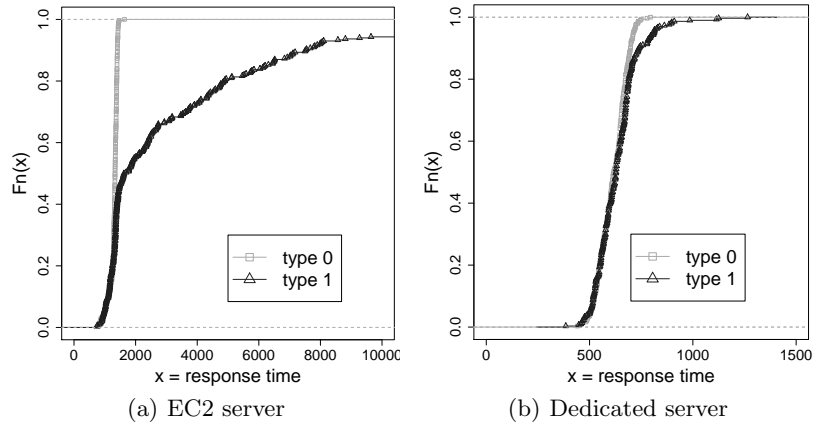 Fn(x)
1.0
0.8
0.6
0.4
0.2
0.0
type 0
type 1
0 2000 4000 6000 8000 10000
x = response time
(a) EC2 server
Fn(x)
1.0
0.8
0.6
0.4
0.2
0.0
type 0
type 1
0 500 1000 1500
x = response time
(b) Dedicated server